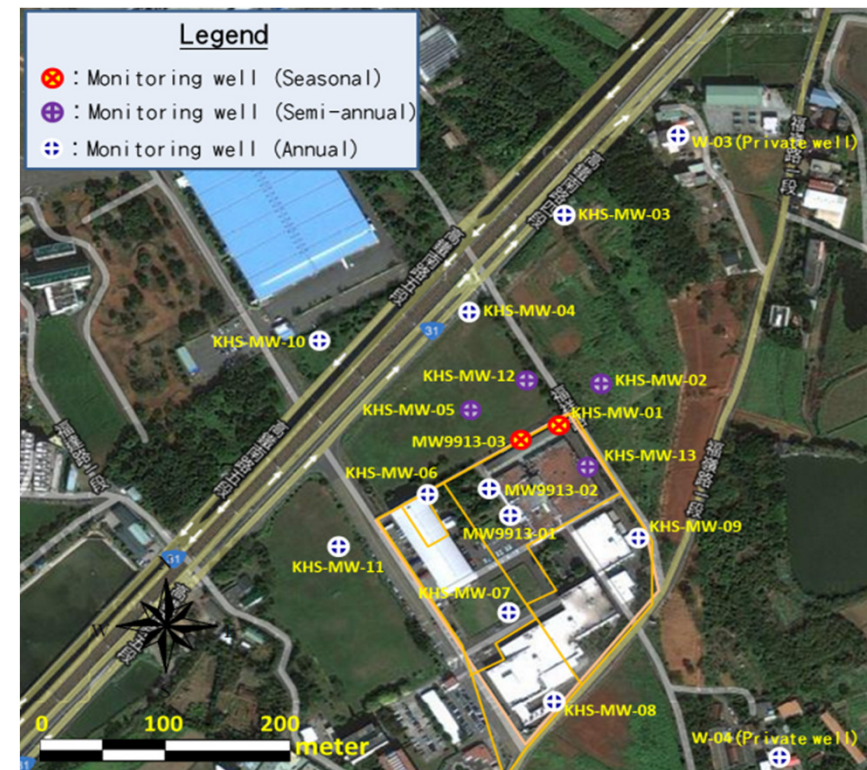 Legend
: Monitoring well (Seasonal)
: Monitoring well (Semi-annual)
: Monitoring well (Annual)
W-03(Private well)
KHS-MW-03
KHS-MW-04
31
KHS-MW-10
KHS-MW-12
KHS-MW-02
KHS-MW-05
KHS-MW-01
MW9913-03
KHS-MW-13
KHS-MW-06
MW9913-02
MW9913-01
KHS-MW-09
31
KHS-MW-11
KHS-MW-07
W
KHS-MW-08
0 100 200
meter
W-04(Private well)